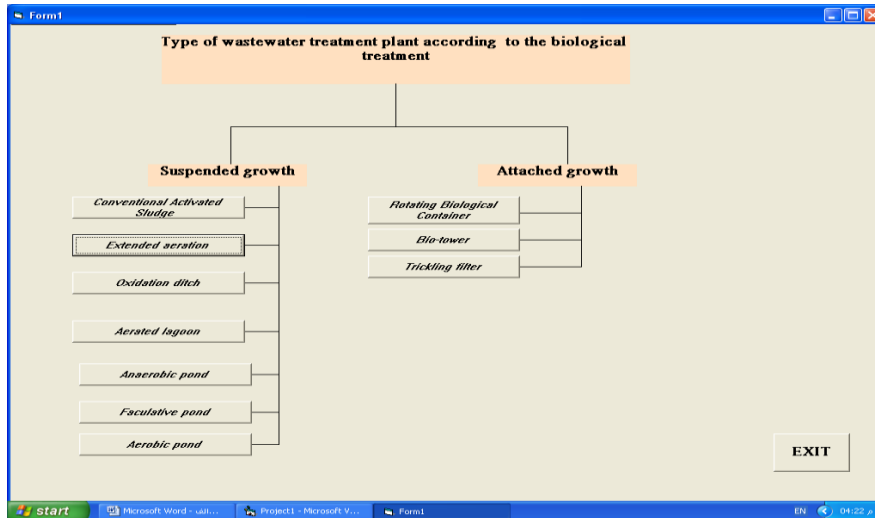 Form1
Type of wastewater treatment plant according to the biological
treatment
Suspended growth
Attached growth
Conventional Activated
Sludge
Extended aeration
Oxidation ditch
Aerated lagoon
Anaerobic pond
Faculative pond
Aerobic pond
Rotating Biological
Container
Bio-tower
Trickling filter
EXIT
start
Microsoft Word -
Project1 - Microsoft V...
Form1
EN
04:22 م